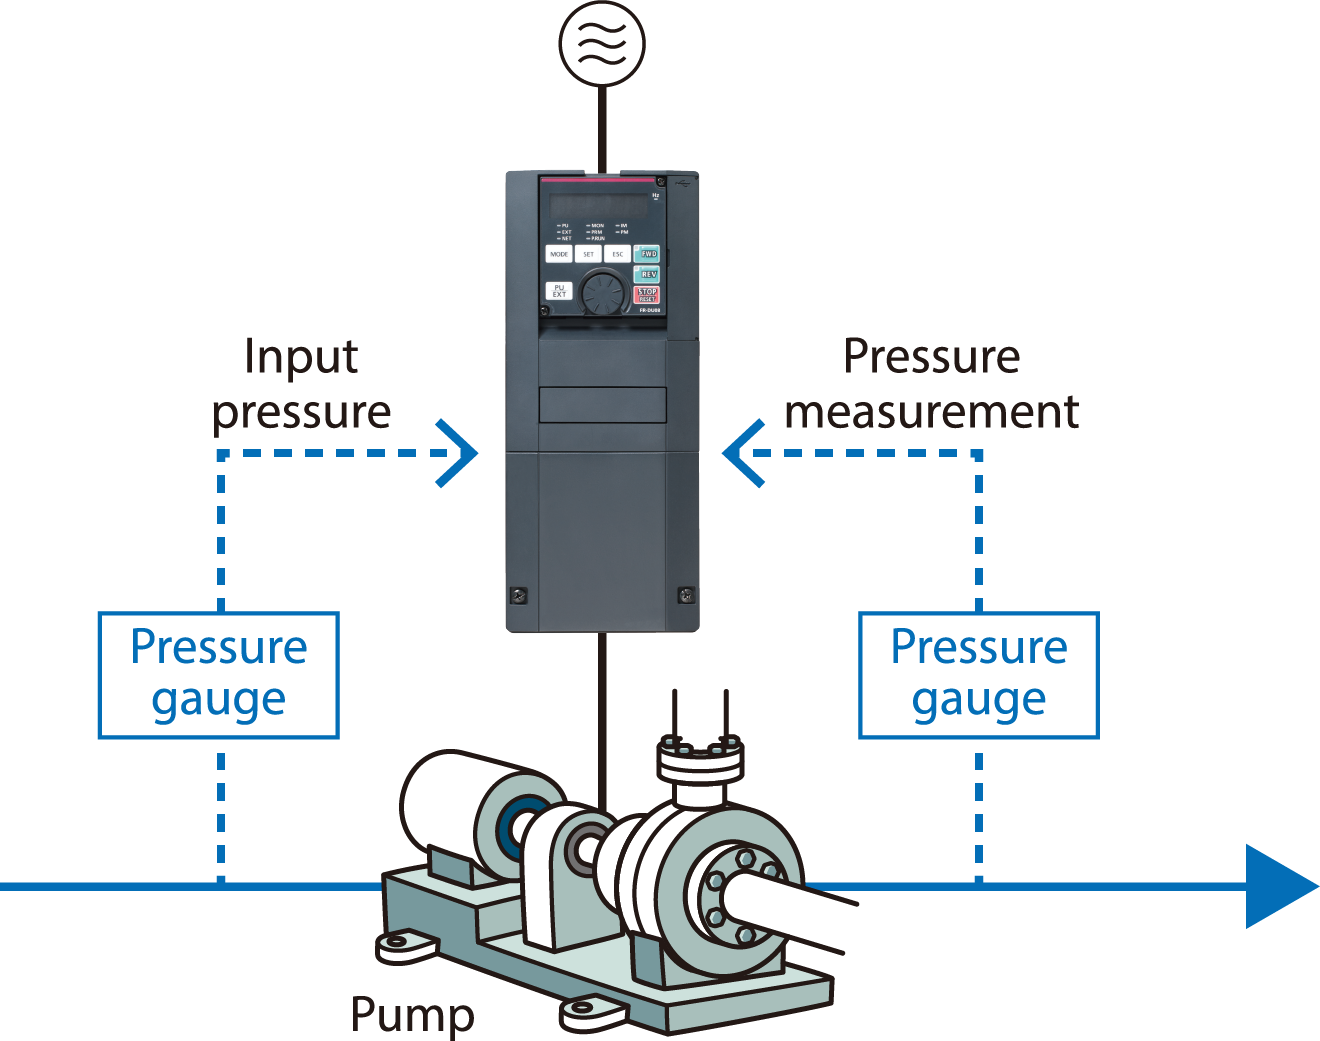 Hz
PU MON IM
EXT PRM PM
NET P.RUN
MODE SET ESC FWD
REV
PU
EXT
STOP
RESET
FR-DU08
Input
pressure
Pressure
measurement
Pressure
gauge
Pressure
gauge
Pump